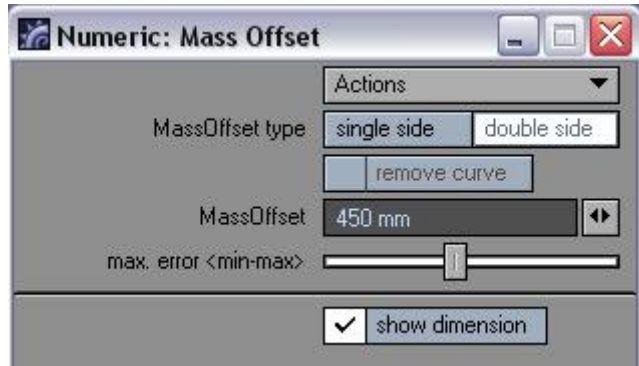 Numeric: Mass Offset
Actions
MassOffset type single side double side
remove curve
MassOffset 450 mm
max. error <min-max>
show dimension